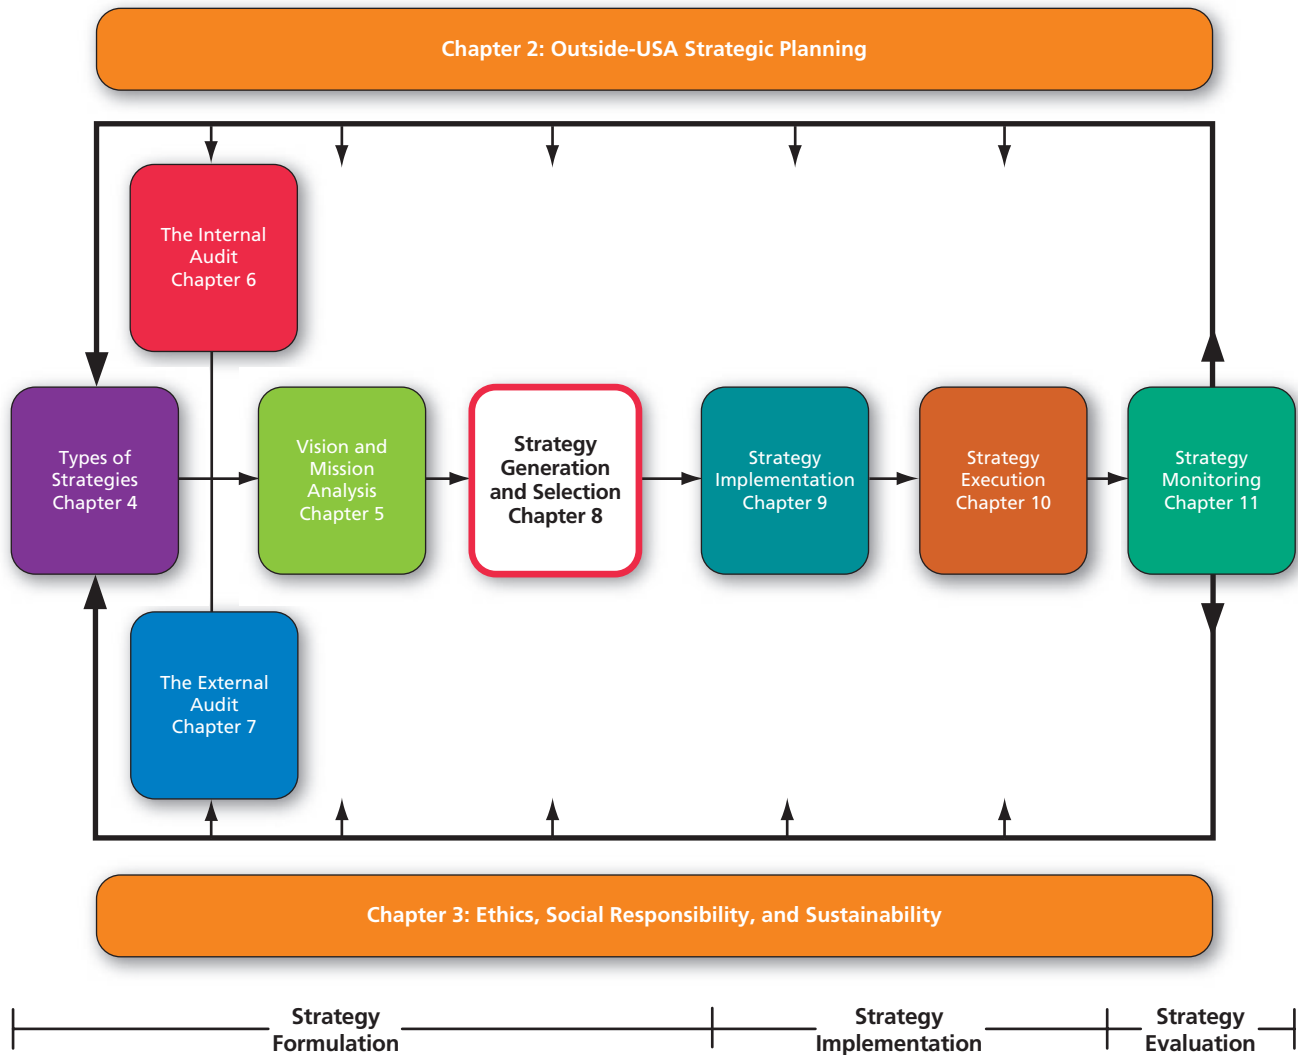 Chapter 2: Outside-USA Strategic Planning
The Internal
Audit
Chapter 6
Types of
Strategies
Chapter 4
Vision and
Mission
Analysis
Chapter 5
Strategy
Generation
and Selection
Chapter 8
Strategy
Implementation
Chapter 9
Strategy
Execution
Chapter 10
Strategy
Monitoring
Chapter 11
The External
Audit
Chapter 7
Chapter 3: Ethics, Social Responsibility, and Sustainability
Strategy
Formulation
Strategy
Implementation
Strategy
Evaluation